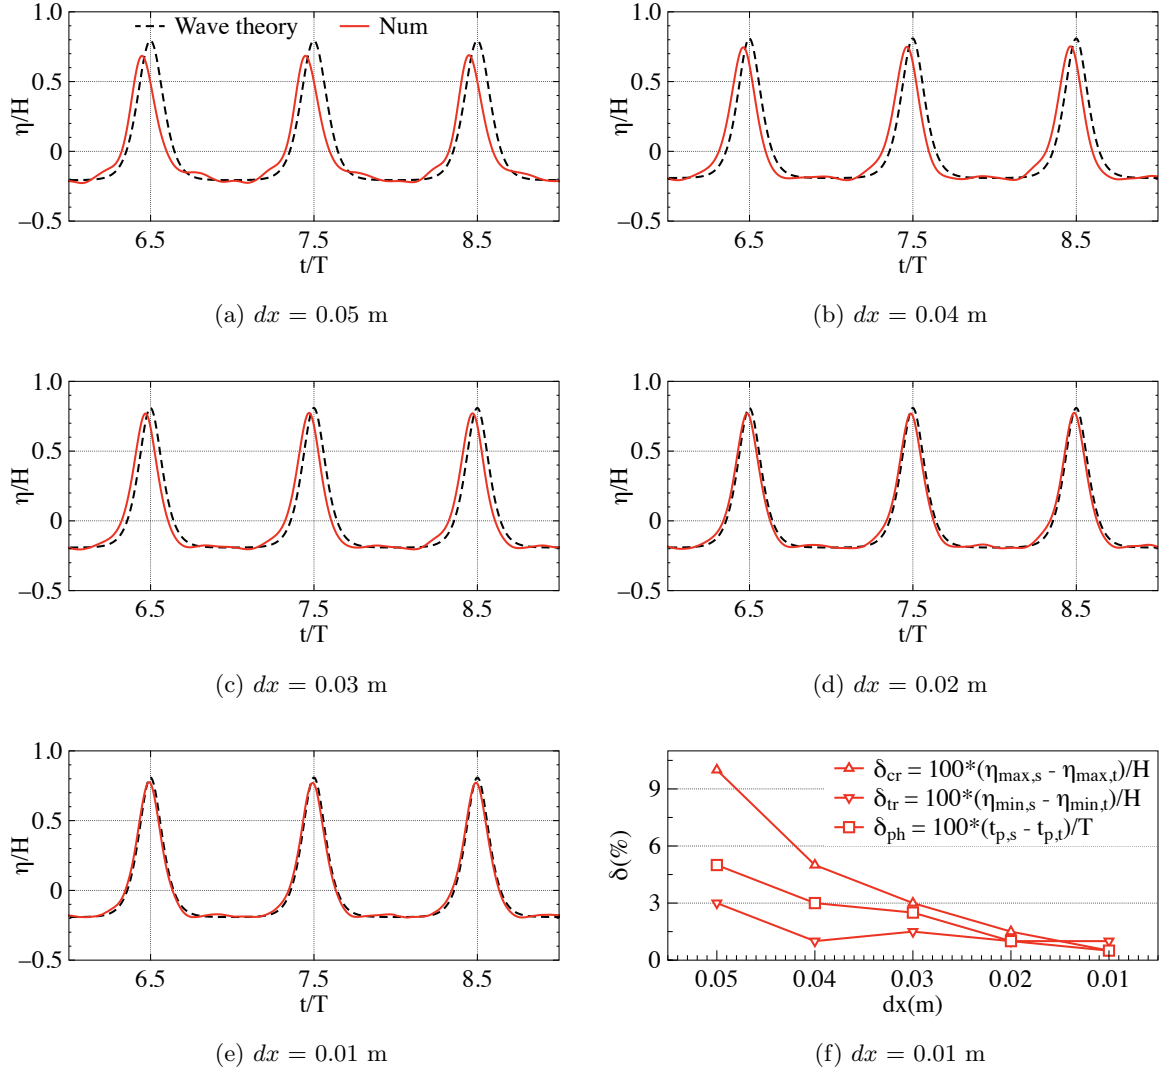 1.0
0.5
0
−0.5
η/H
Wave theory
Num
6.5
7.5
8.5
t/T
(a) dx = 0.05 m
1.0
0.5
0
−0.5
η/H
6.5
7.5
8.5
t/T
(b) dx = 0.04 m
1.0
0.5
0
−0.5
η/H
6.5
7.5
8.5
t/T
(c) dx = 0.03 m
1.0
0.5
0
−0.5
η/H
6.5
7.5
8.5
t/T
(d) dx = 0.02 m
1.0
0.5
0
−0.5
η/H
6.5
7.5
8.5
t/T
(e) dx = 0.01 m
9
6
3
0
δ(%)
δcr = 100*(ηmax,s - ηmax,t)/H
δtr = 100*(ηmin,s - ηmin,t)/H
δph = 100*(tp,s - tp,t)/T
0.05
0.04
0.03
0.02
0.01
dx(m)
(f) dx = 0.01 m